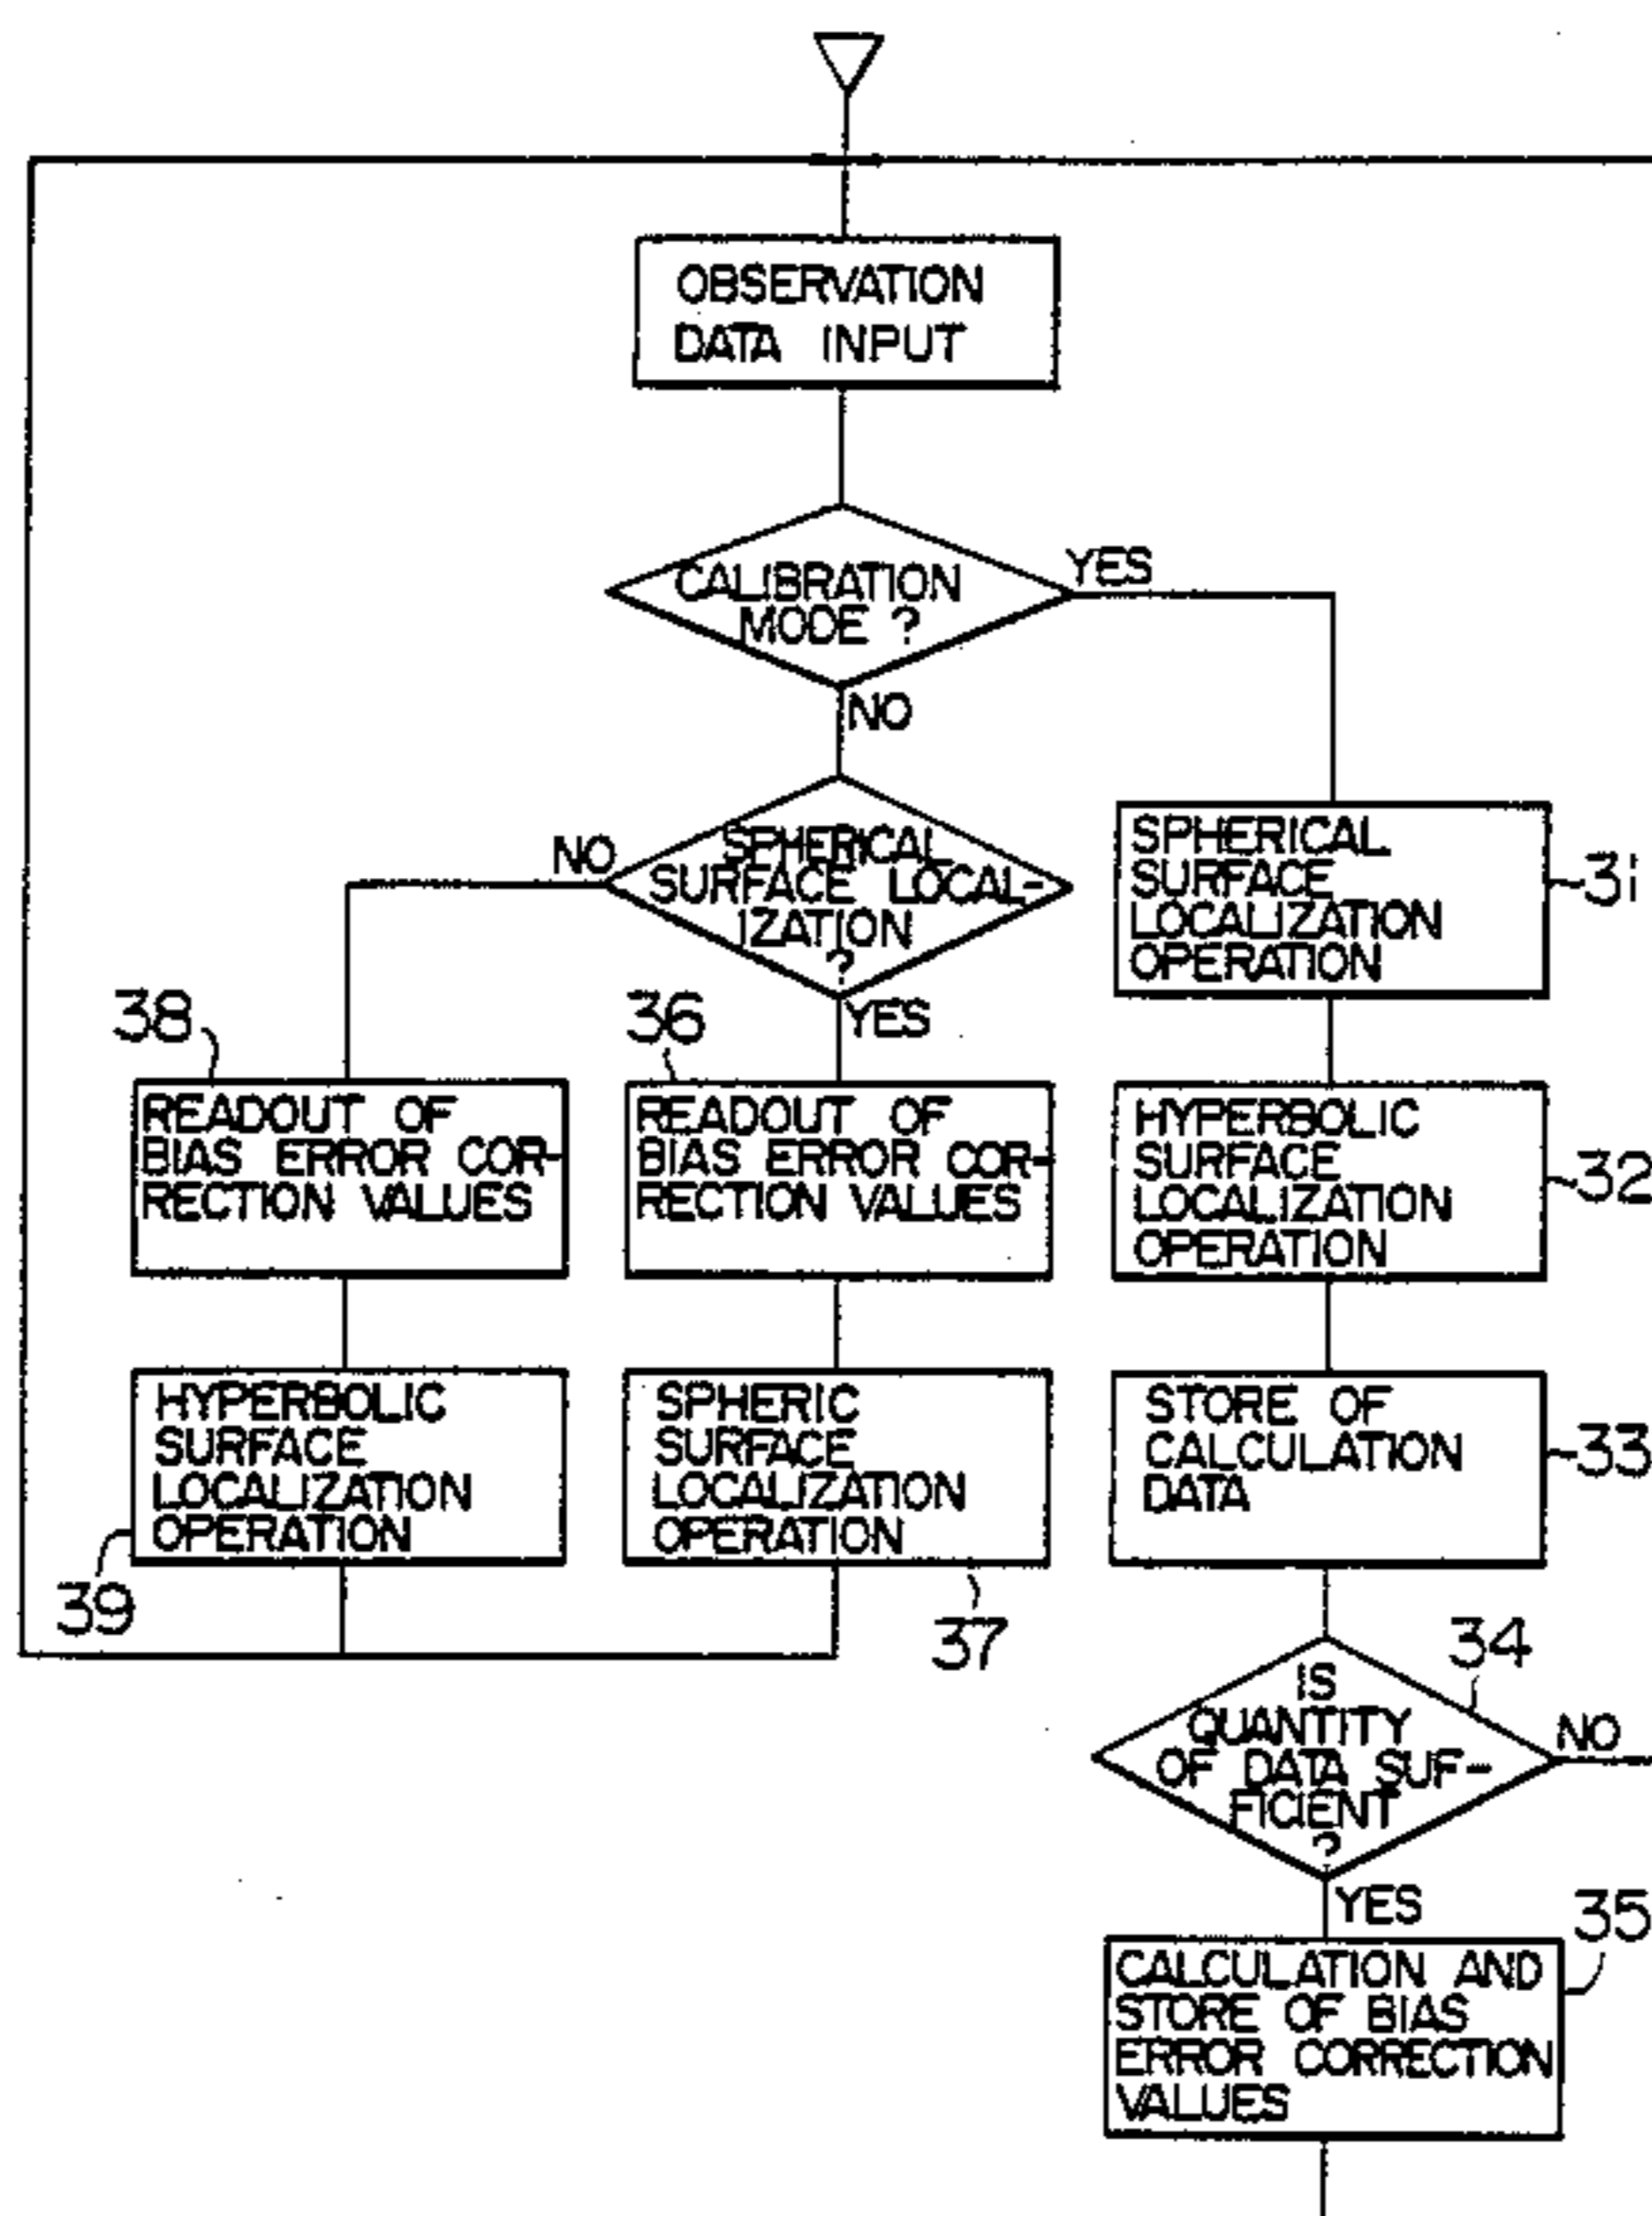 OBSERVATION
DATA INPUT
CALIBRATION
MODE ?
YES
NO
SPHERICAL
SURFACE LOCAL-
IZATION
?
NO
YES
SPHERICAL
SURFACE
LOCALIZATION
OPERATION
31
38
READOUT OF
BIAS ERROR COR-
RECTION VALUES
36
READOUT OF
BIAS ERROR COR-
RECTION VALUES
HYPERBOLIC
SURFACE
LOCALIZATION
OPERATION
32
HYPERBOLIC
SURFACE
LOCALIZATION
OPERATION
39
SPHERIC
SURFACE
LOCALIZATION
OPERATION
37
STORE OF
CALCULATION
DATA
33
34
IS
QUANTITY
OF DATA SUF-
FICIENT
?
NO
YES
35
CALCULATION AND
STORE OF BIAS
ERROR CORRECTION
VALUES